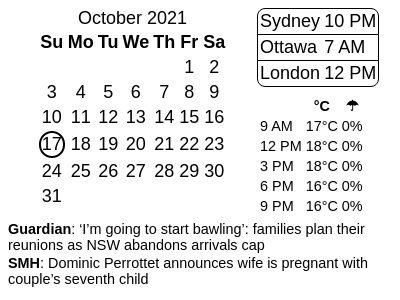 October 2021
Su Mo Tu We Th Fr Sa
1 2
3 4 5 6 7 8 9
10 11 12 13 14 15 16
17 18 19 20 21 22 23
24 25 26 27 28 29 30
31
Sydney 10 PM
Ottawa 7 AM
London 12 PM
°C ☂
9 AM 17°C 0%
12 PM 18°C 0%
3 PM 18°C 0%
6 PM 16°C 0%
9 PM 16°C 0%
Guardian: ‘I’m going to start bawling’: families plan their
reunions as NSW abandons arrivals cap
SMH: Dominic Perrottet announces wife is pregnant with
couple’s seventh child